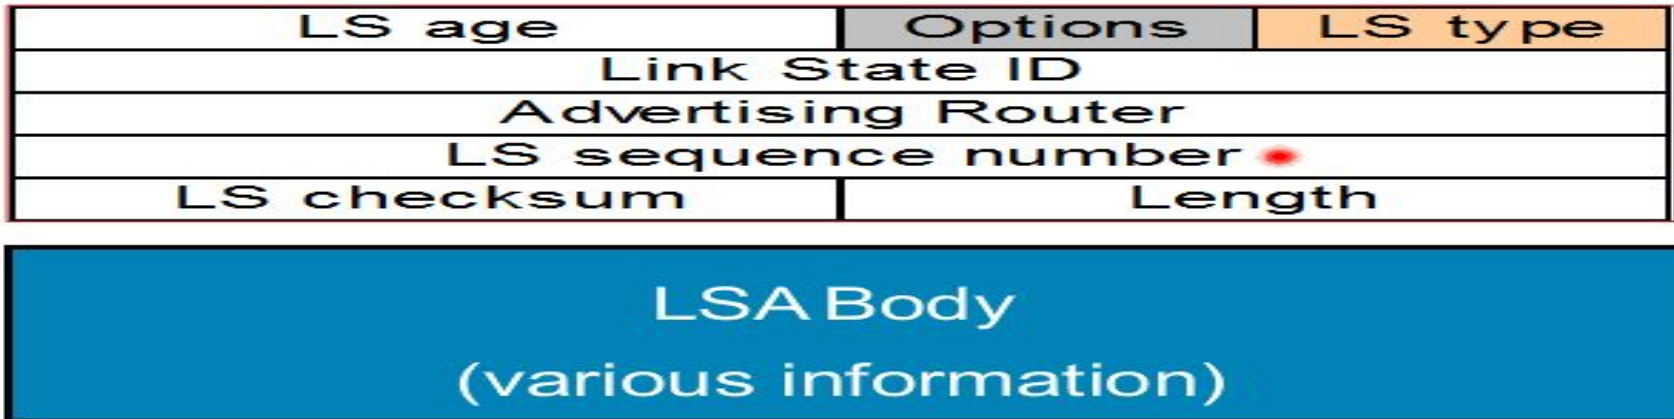 LS age Options LS type
Link State ID
Advertising Router
LS sequence number
LS checksum Length
LSA Body
(various information)